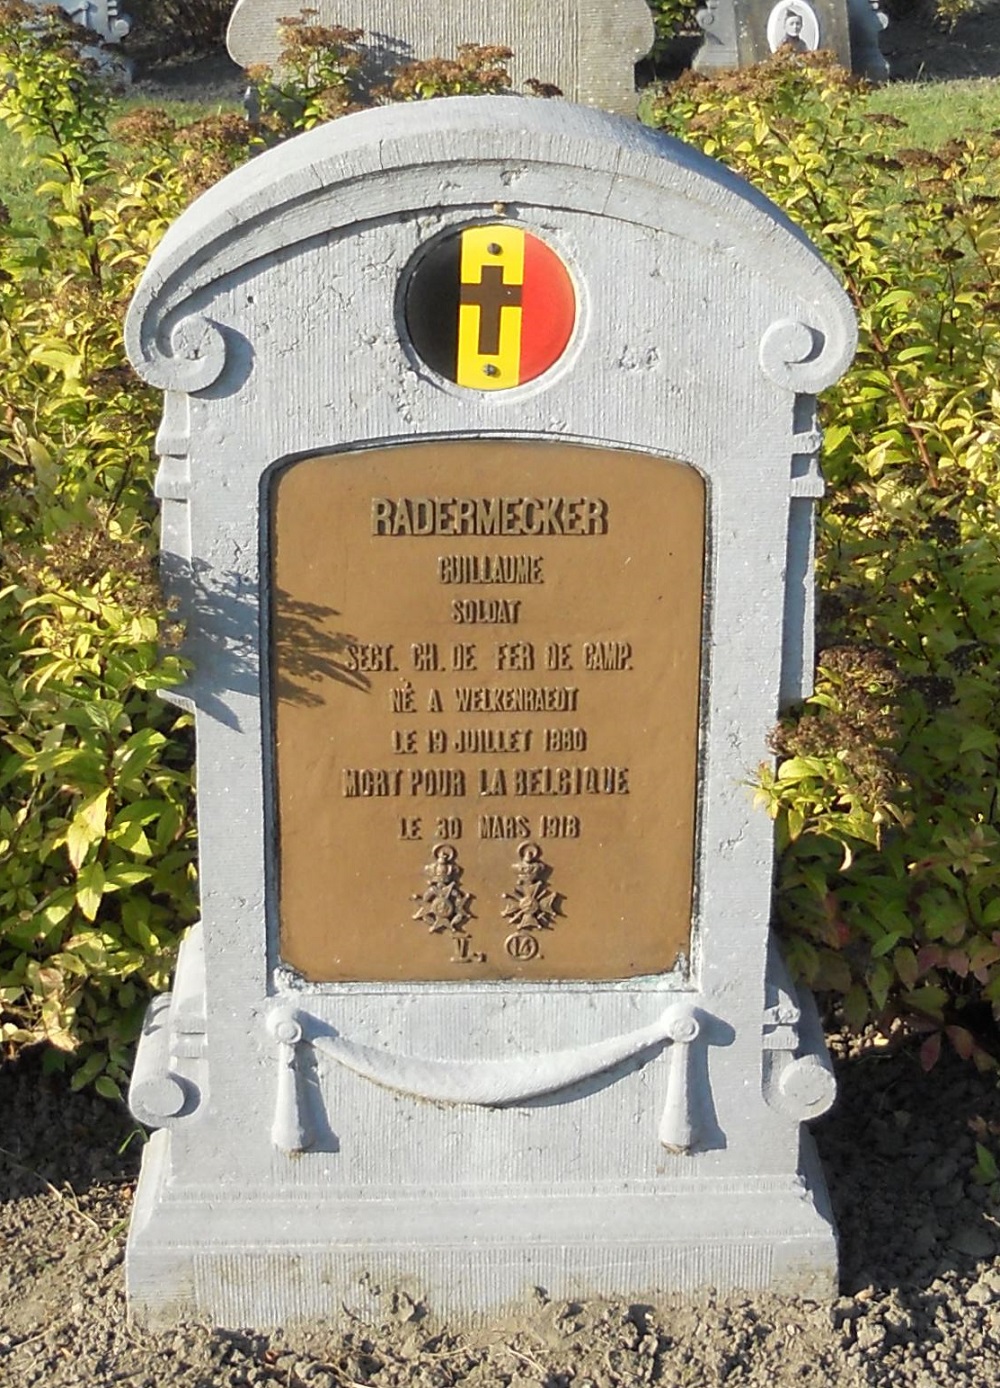 RADERMECKER
GUILLAUME
SOLDAT
SECT. CH. DE FER DE CAMP.
NÉ A WELKENRAEDT
LE 19 JUILLET 1880
MORT POUR LA BELGIQUE
LE 30 MARS 1918
V. 14.